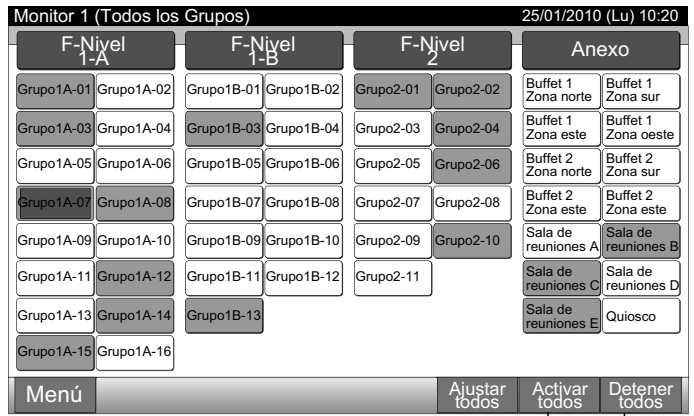 Monitor 1 (Todos los Grupos) 25/01/2010 (Lu) 10:20
F-Nivel 1-A F-Nivel 1-B F-Nivel 2 Anexo
Grupo1A-01 Grupo1A-02 Grupo1B-01 Grupo1B-02 Grupo2-01 Grupo2-02 Buffet 1 Zona norte Buffet 1 Zona sur
Grupo1A-03 Grupo1A-04 Grupo1B-03 Grupo1B-04 Grupo2-03 Grupo2-04 Buffet 1 Zona este Buffet 1 Zona oeste
Grupo1A-05 Grupo1A-06 Grupo1B-05 Grupo1B-06 Grupo2-05 Grupo2-06 Buffet 2 Zona norte Buffet 2 Zona sur
Grupo1A-07 Grupo1A-08 Grupo1B-07 Grupo1B-08 Grupo2-07 Grupo2-08 Buffet 2 Zona este Buffet 2 Zona este
Grupo1A-09 Grupo1A-10 Grupo1B-09 Grupo1B-10 Grupo2-09 Grupo2-10 Sala de reuniones A Sala de reuniones B
Grupo1A-11 Grupo1A-12 Grupo1B-11 Grupo1B-12 Grupo2-11 Sala de reuniones C Sala de reuniones D
Grupo1A-13 Grupo1A-14 Grupo1B-13 Sala de reuniones E Quiosco
Grupo1A-15 Grupo1A-16
Menú Ajustar todos Activar todos Detener todos